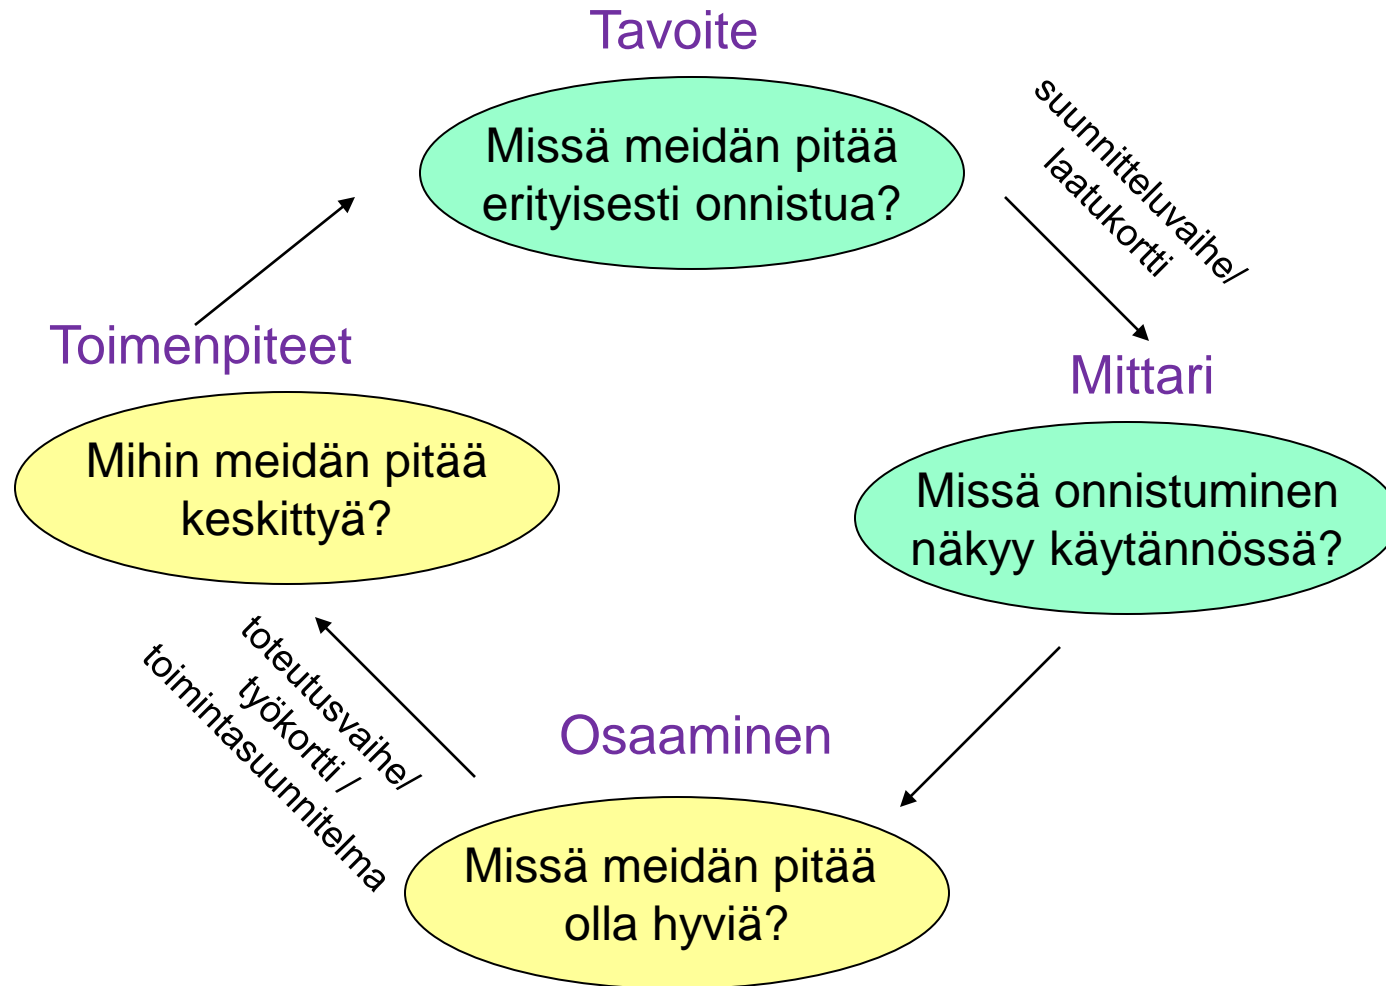 Tavoite
Missä meidän pitää
erityisesti onnistua?
suunnitteluvaihe/
laatukortti
Mittari
Missä onnistuminen
näkyy käytännössä?
Osaaminen
Missä meidän pitää
olla hyviä?
toteutusvaihe/
työkortti /
toimintasuunnitelma
Toimenpiteet
Mihin meidän pitää
keskittyä?